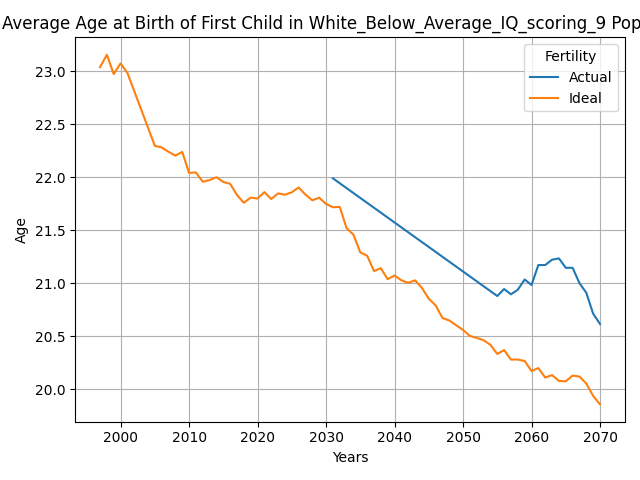 Average Age at Birth of First Child in White_Below_Average_IQ_scoring_9 Pop
Fertility
Actual
Ideal
23.0
22.5
22.0
21.5
21.0
20.5
20.0
Age
2000 2010 2020 2030 2040 2050 2060 2070
Years